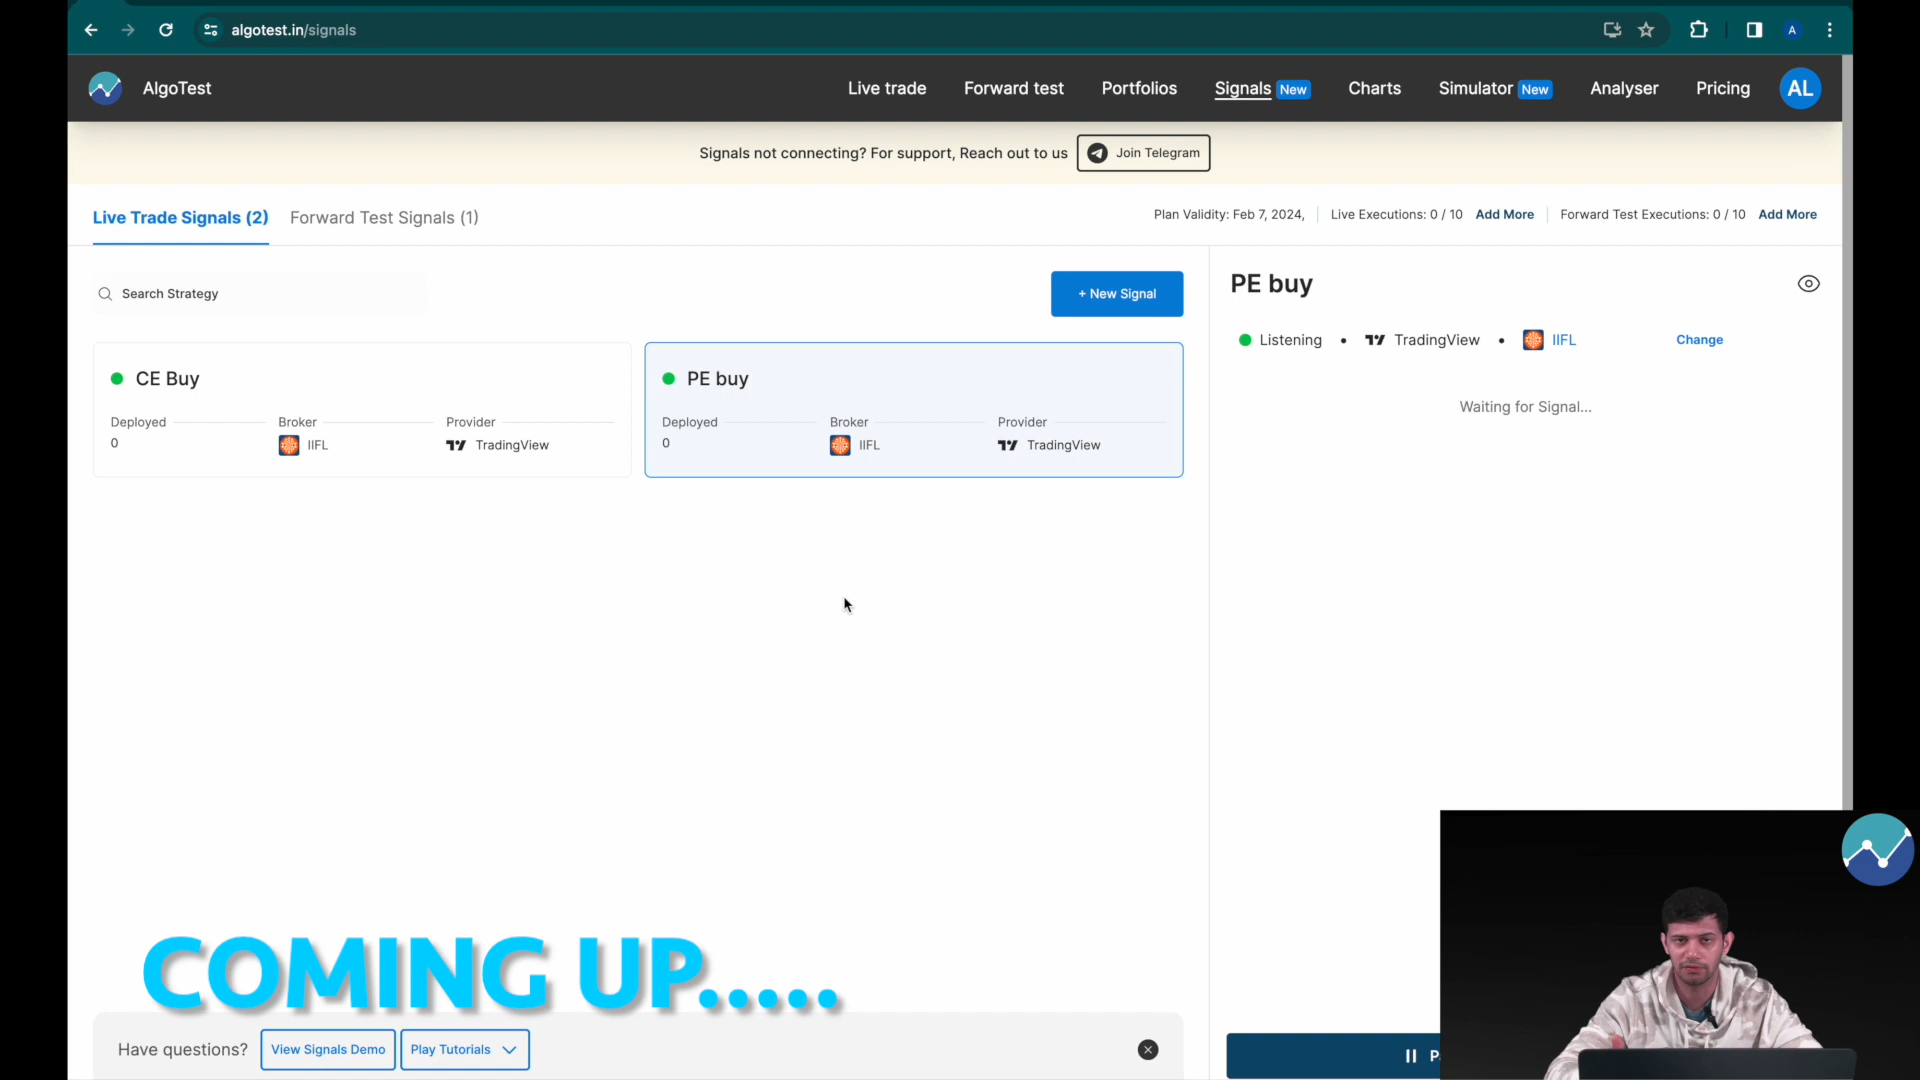 algotest.in/signals
A
AlgoTest
Live trade Forward test Portfolios Signals New Charts Simulator New Analyser Pricing AL
Signals not connecting? For support, Reach out to us Join Telegram
Live Trade Signals (2) Forward Test Signals (1)
Plan Validity: Feb 7, 2024, Live Executions: 0 / 10 Add More Forward Test Executions: 0 / 10 Add More
Search Strategy
+ New Signal
CE Buy
Deployed Broker Provider
0 IIFL TradingView
PE buy
Deployed Broker Provider
0 IIFL TradingView
PE buy
Listening • TradingView • IIFL Change
Waiting for Signal...
COMING UP.....
Have questions? View Signals Demo Play Tutorials